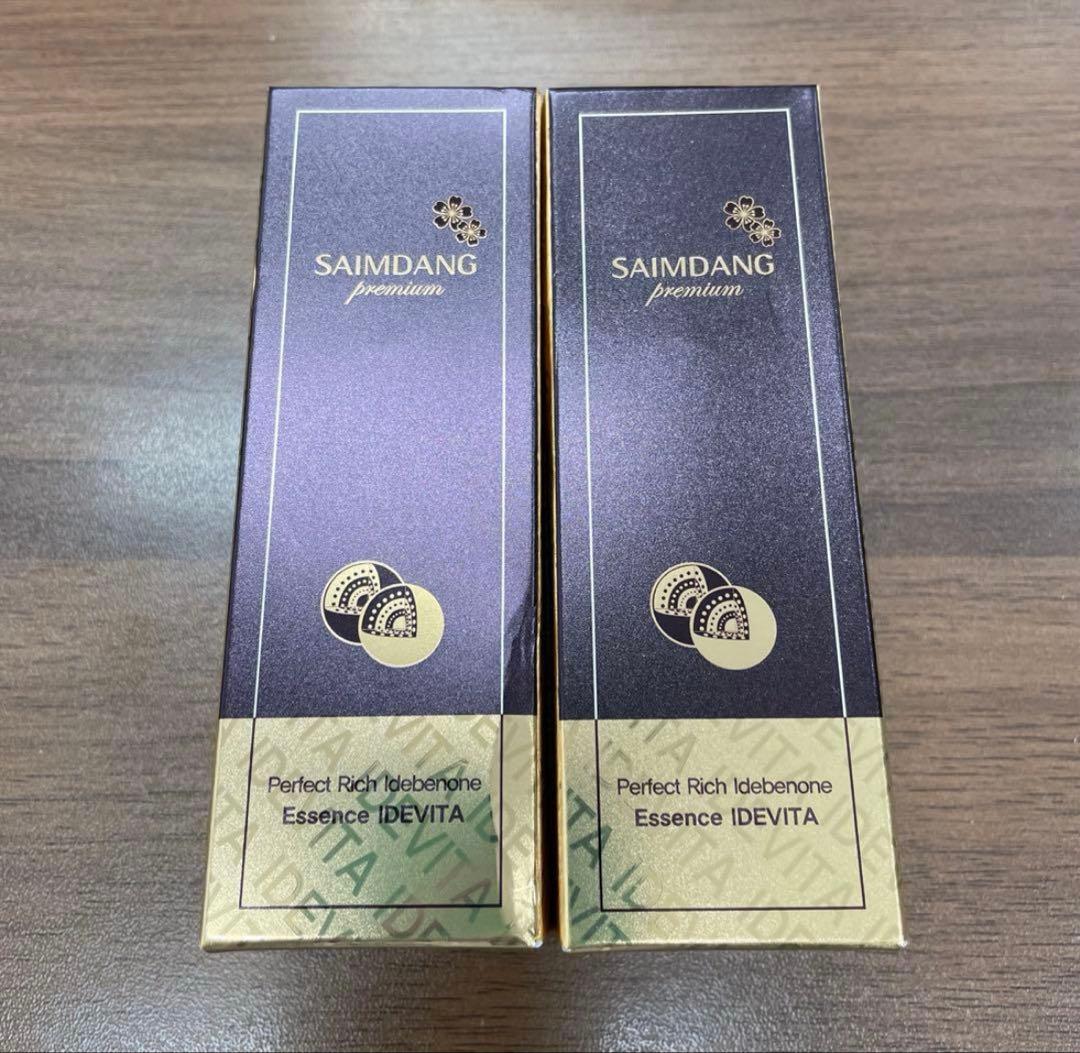 SAIMDANG
premium
Perfect Rich Idebenone
Essence IDEVITA
SAIMDANG
premium
Perfect Rich Idebenone
Essence IDEVITA